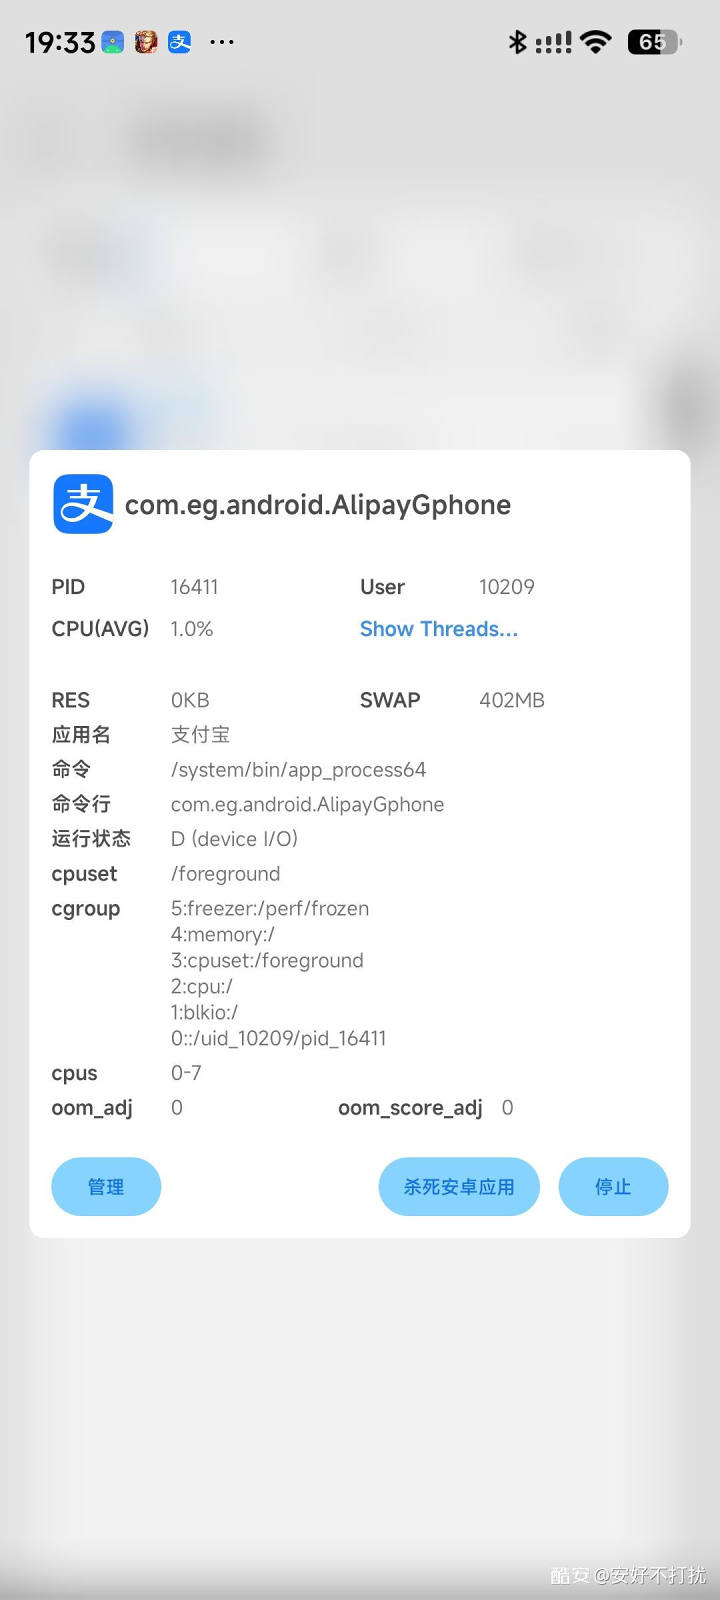 19:33 支 ... 65
支 com.eg.android.AlipayGphone
PID 16411 User 10209
CPU(AVG) 1.0% Show Threads...
RES 0KB SWAP 402MB
应用名 支付宝
命令 /system/bin/app_process64
命令行 com.eg.android.AlipayGphone
运行状态 D (device I/O)
cpuset /foreground
cgroup 5:freezer:/perf/frozen
4:memory:/
3:cpuset:/foreground
2:cpu:/
1:blkio:/
0::/uid_10209/pid_16411
cpus 0-7
oom_adj 0 oom_score_adj 0
管理 杀死安卓应用 停止
酷安 @安好不打扰